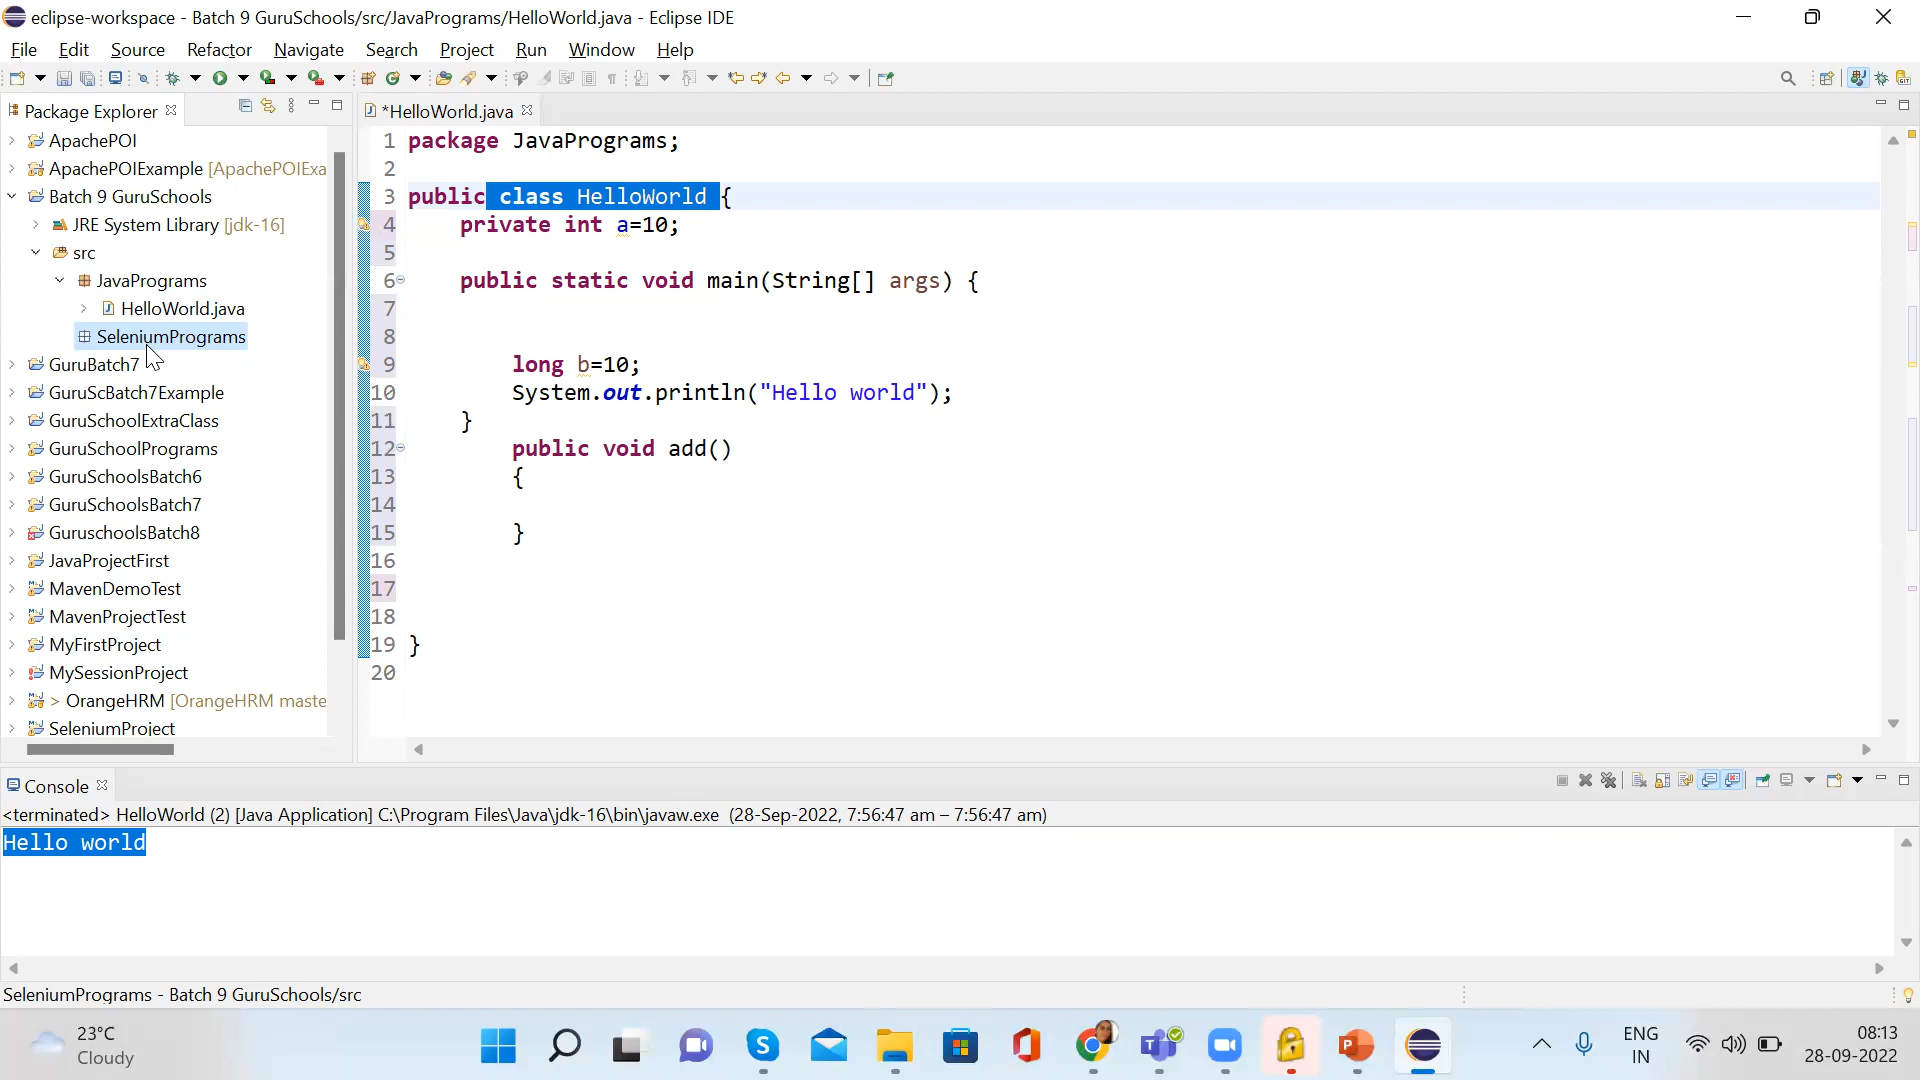 eclipse-workspace - Batch 9 GuruSchools/src/JavaPrograms/HelloWorld.java - Eclipse IDE
File Edit Source Refactor Navigate Search Project Run Window Help
Package Explorer
ApachePOI
ApachePOIExample [ApachePOIExa
Batch 9 GuruSchools
JRE System Library [jdk-16]
src
JavaPrograms
HelloWorld.java
SeleniumPrograms
GuruBatch7
GuruScBatch7Example
GuruSchoolExtraClass
GuruSchoolPrograms
GuruSchoolsBatch6
GuruSchoolsBatch7
GuruschoolsBatch8
JavaProjectFirst
MavenDemoTest
MavenProjectTest
MyFirstProject
MySessionProject
> OrangeHRM [OrangeHRM maste
SeleniumProject
*HelloWorld.java
1 package JavaPrograms;
2
3 public class HelloWorld {
4 private int a=10;
5
6 public static void main(String[] args) {
7
8
9 long b=10;
10 System.out.println("Hello world");
11 }
12 public void add()
13 {
14
15 }
16
17
18
19 }
20
Console
<terminated> HelloWorld (2) [Java Application] C:\Program Files\Java\jdk-16\bin\javaw.exe (28-Sep-2022, 7:56:47 am – 7:56:47 am)
Hello world
SeleniumPrograms - Batch 9 GuruSchools/src
23°C
Cloudy
ENG
IN
08:13
28-09-2022